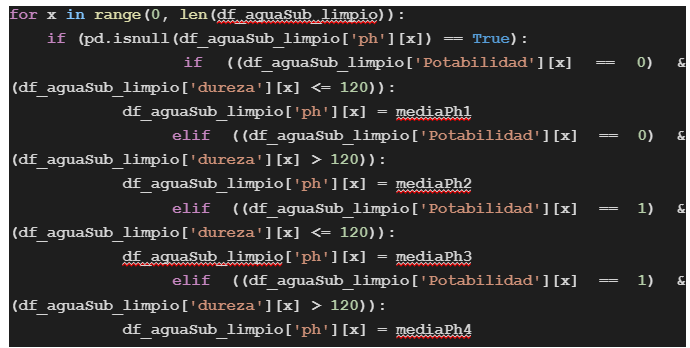 for x in range(0, len(df_aguaSub_limpio)):
    if (pd.isnull(df_aguaSub_limpio['ph'][x]) == True):
        if ((df_aguaSub_limpio['Potabilidad'][x] == 0) &
(df_aguaSub_limpio['dureza'][x] <= 120)):
            df_aguaSub_limpio['ph'][x] = mediaPh1
        elif ((df_aguaSub_limpio['Potabilidad'][x] == 0) &
(df_aguaSub_limpio['dureza'][x] > 120)):
            df_aguaSub_limpio['ph'][x] = mediaPh2
        elif ((df_aguaSub_limpio['Potabilidad'][x] == 1) &
(df_aguaSub_limpio['dureza'][x] <= 120)):
            df_aguaSub_limpio['ph'][x] = mediaPh3
        elif ((df_aguaSub_limpio['Potabilidad'][x] == 1) &
(df_aguaSub_limpio['dureza'][x] > 120)):
            df_aguaSub_limpio['ph'][x] = mediaPh4